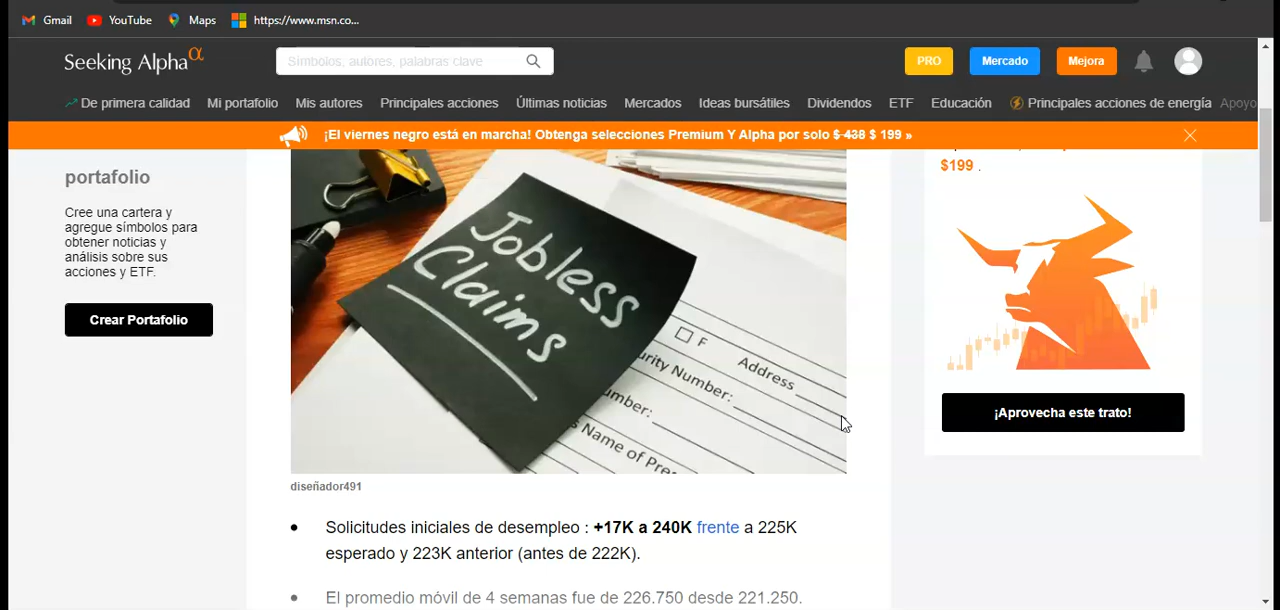 Gmail YouTube Maps https://www.msn.co...
Seeking Alpha α Símbolos, autores, palabras clave PRO Mercado Mejora
De primera calidad Mi portafolio Mis autores Principales acciones Últimas noticias Mercados Ideas bursátiles Dividendos ETF Educación Principales acciones de energía Apoyo
¡El viernes negro está en marcha! Obtenga selecciones Premium Y Alpha por solo $ 438 $ 199 »
portafolio
Cree una cartera y
agregue símbolos para
obtener noticias y
análisis sobre sus
acciones y ETF.
Crear Portafolio
Jobless
Claims
F Address
urity Number:
umber:
s Name of Pre
diseñador491
Solicitudes iniciales de desempleo : +17K a 240K frente a 225K
esperado y 223K anterior (antes de 222K).
El promedio móvil de 4 semanas fue de 226.750 desde 221.250.
$199 .
¡Aprovecha este trato!